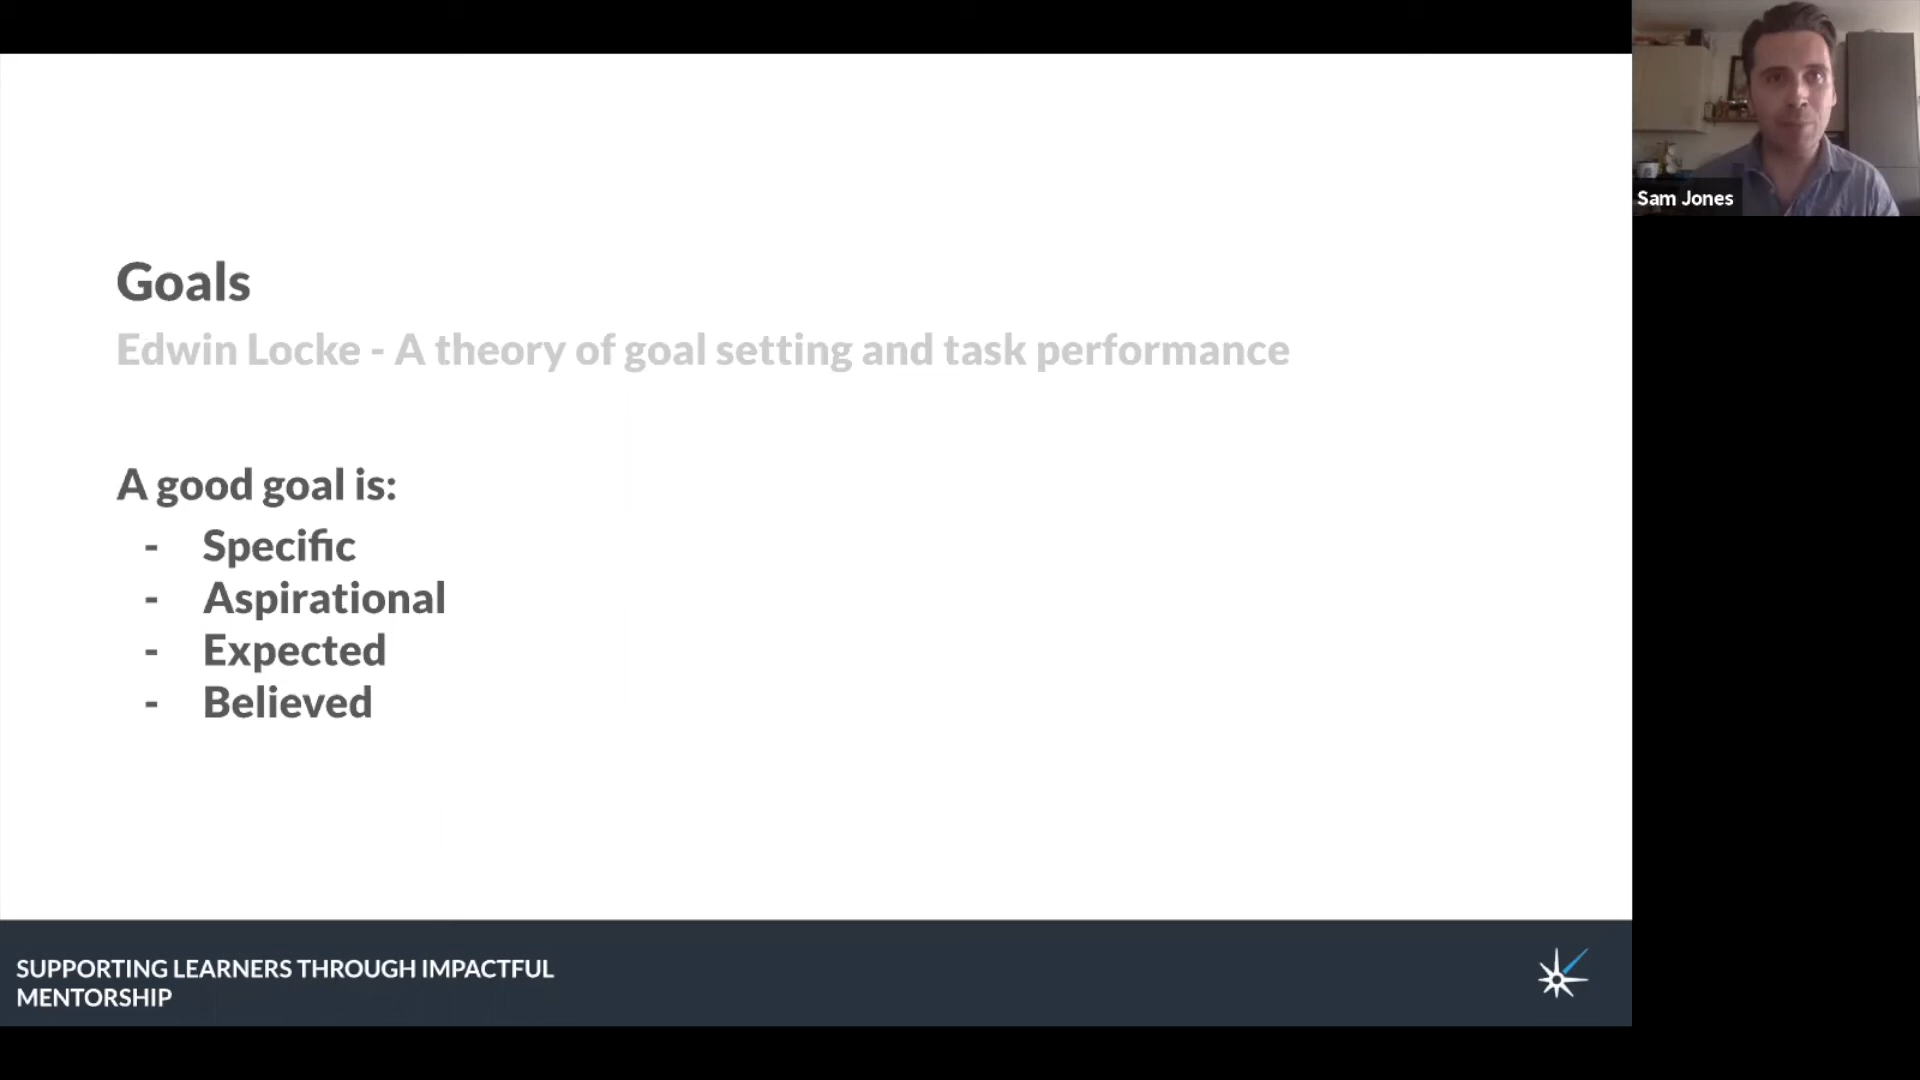 Goals
Edwin Locke - A theory of goal setting and task performance
A good goal is:
- Specific
- Aspirational
- Expected
- Believed
SUPPORTING LEARNERS THROUGH IMPACTFUL
MENTORSHIP
Sam Jones